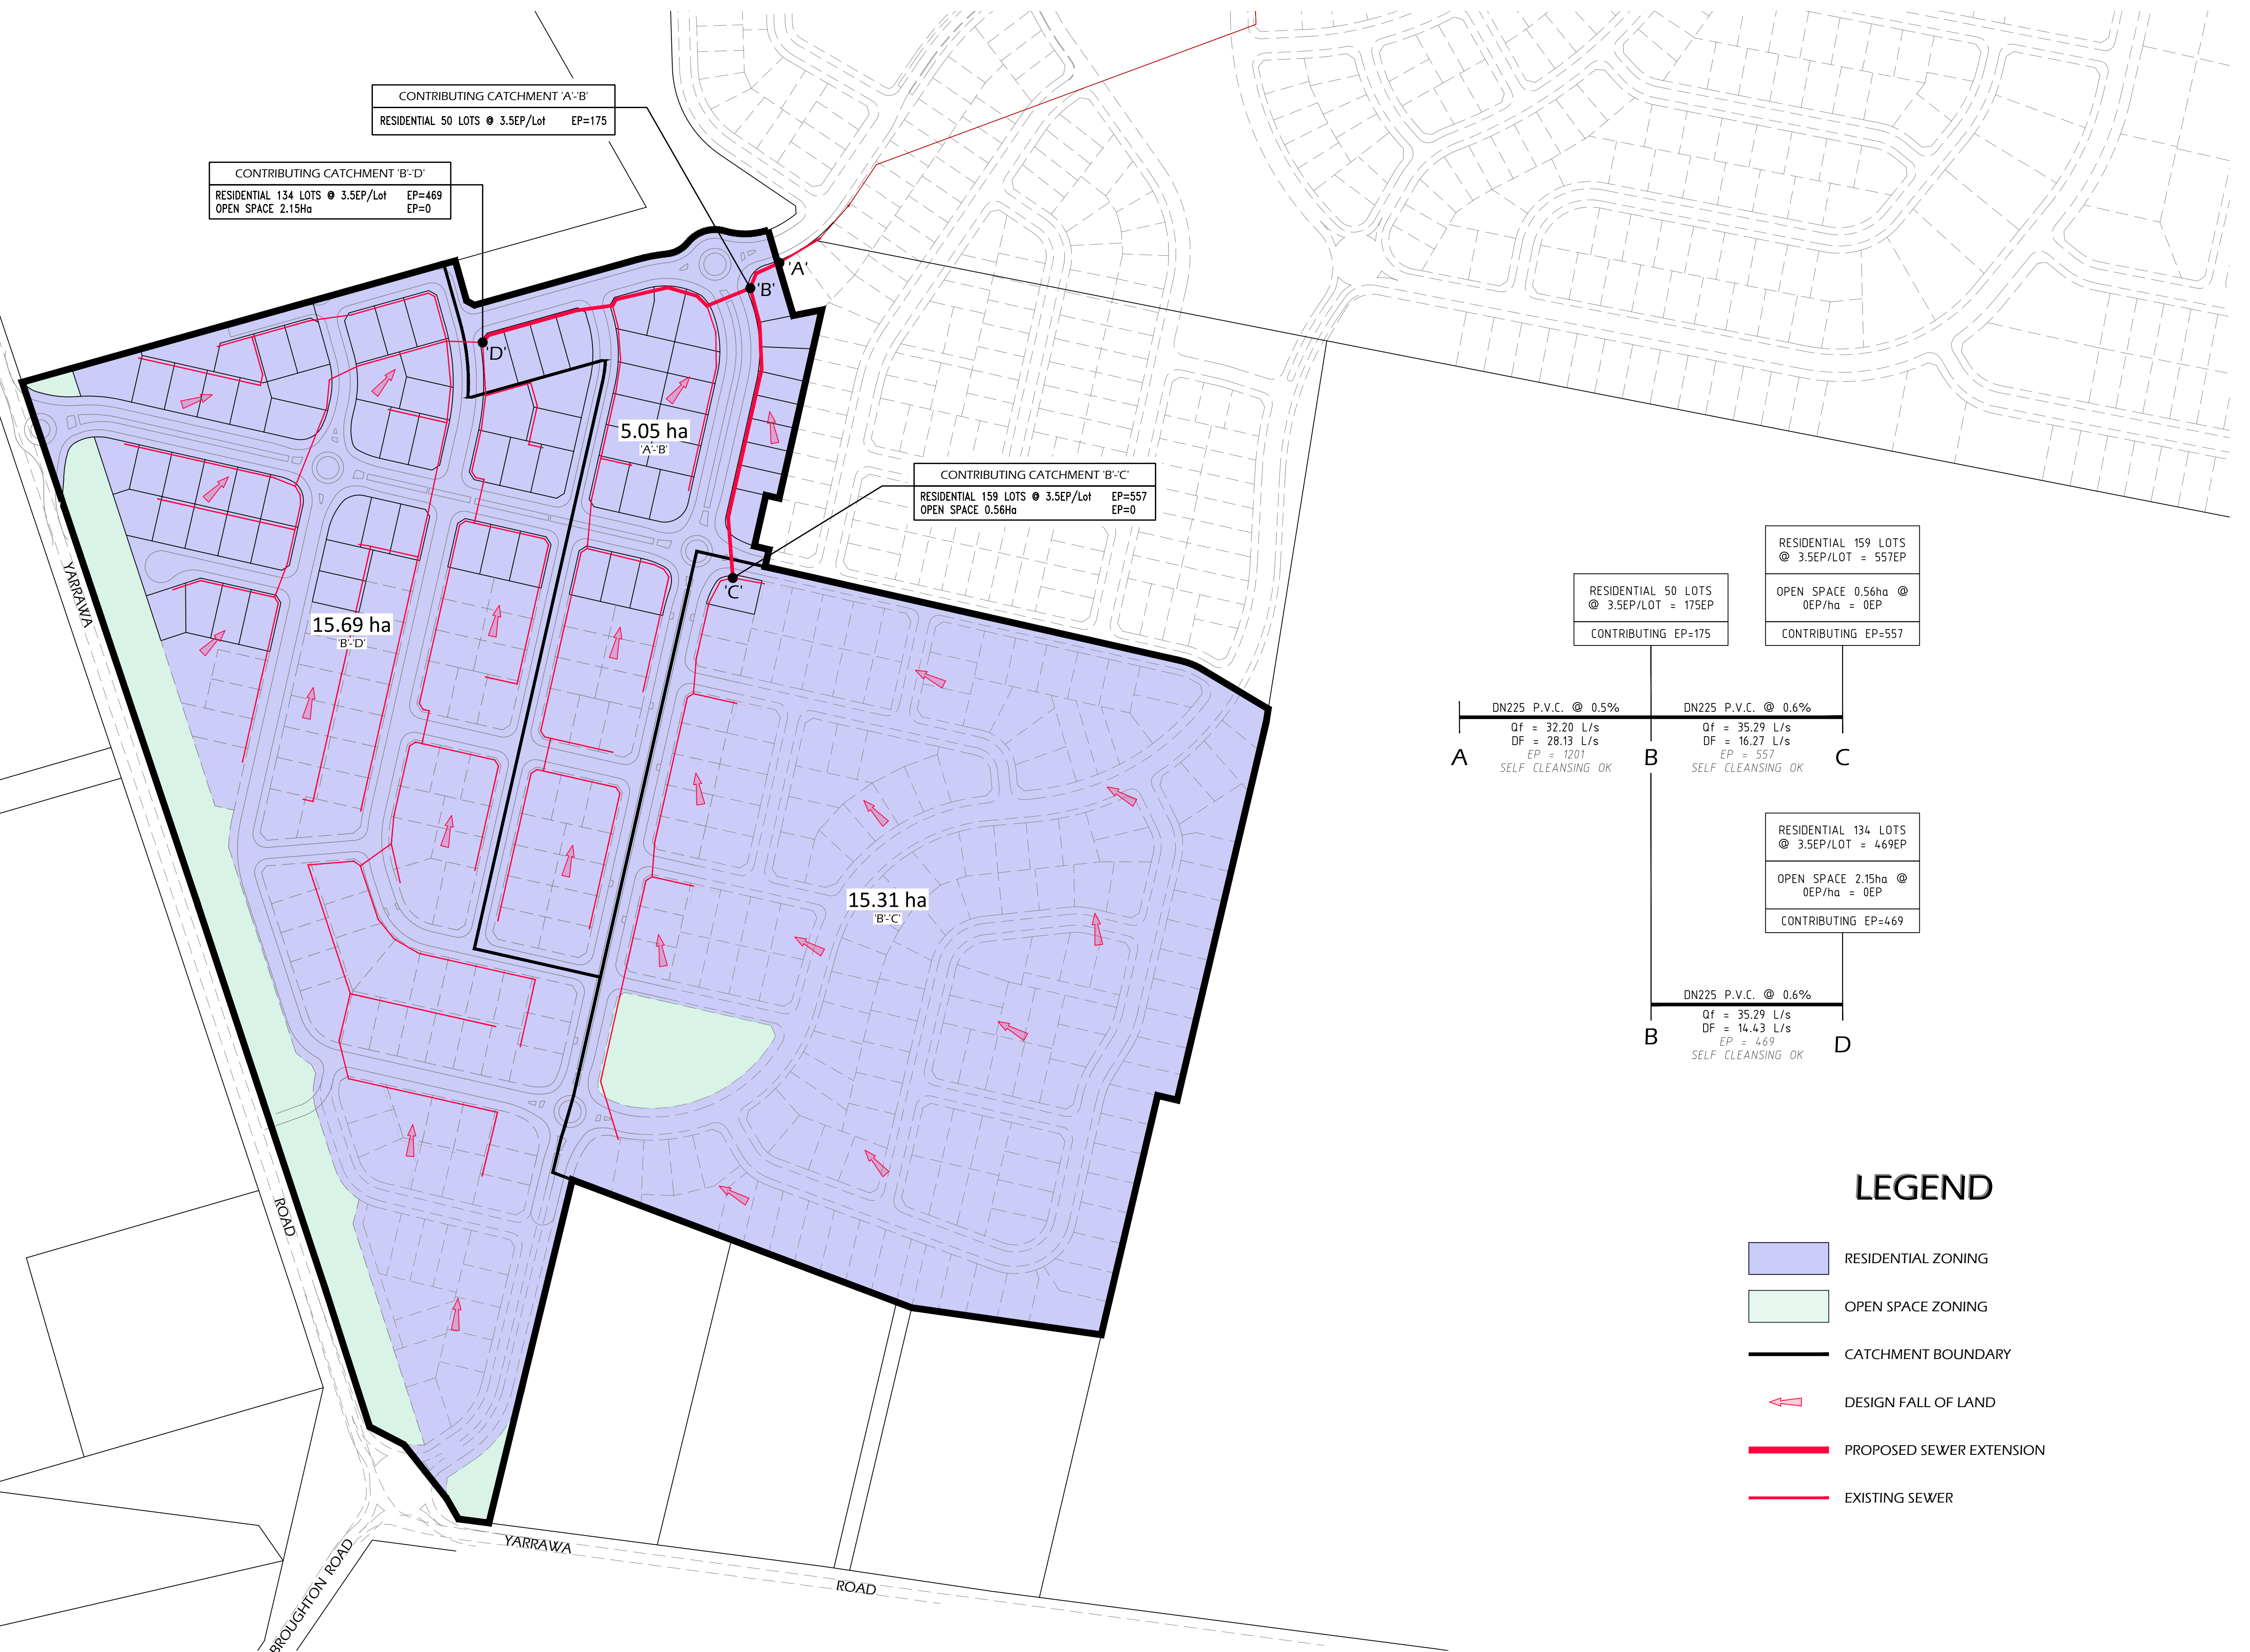 CONTRIBUTING CATCHMENT 'A'-'B'
RESIDENTIAL 50 LOTS @ 3.5EP/Lot EP=175
CONTRIBUTING CATCHMENT 'B'-'D'
RESIDENTIAL 134 LOTS @ 3.5EP/Lot EP=469
OPEN SPACE 2.15Ha EP=0
'A'
'B'
'D'
5.05 ha
'A'-'B'
CONTRIBUTING CATCHMENT 'B'-'C'
RESIDENTIAL 159 LOTS @ 3.5EP/Lot EP=557
OPEN SPACE 0.56Ha EP=0
'C'
YARRAWA
15.69 ha
'B'-'D'
15.31 ha
'B'-'C'
ROAD
BROUGHTON ROAD
YARRAWA
ROAD
RESIDENTIAL 50 LOTS
@ 3.5EP/LOT = 175EP
CONTRIBUTING EP=175
RESIDENTIAL 159 LOTS
@ 3.5EP/LOT = 557EP
OPEN SPACE 0.56ha @
0EP/ha = 0EP
CONTRIBUTING EP=557
DN225 P.V.C. @ 0.5%
Qf = 32.20 L/s
DF = 28.13 L/s
EP = 1201
SELF CLEANSING OK
DN225 P.V.C. @ 0.6%
Qf = 35.29 L/s
DF = 16.27 L/s
EP = 557
SELF CLEANSING OK
A
B
C
RESIDENTIAL 134 LOTS
@ 3.5EP/LOT = 469EP
OPEN SPACE 2.15ha @
0EP/ha = 0EP
CONTRIBUTING EP=469
DN225 P.V.C. @ 0.6%
Qf = 35.29 L/s
DF = 14.43 L/s
EP = 469
SELF CLEANSING OK
B
D
LEGEND
RESIDENTIAL ZONING
OPEN SPACE ZONING
CATCHMENT BOUNDARY
DESIGN FALL OF LAND
PROPOSED SEWER EXTENSION
EXISTING SEWER